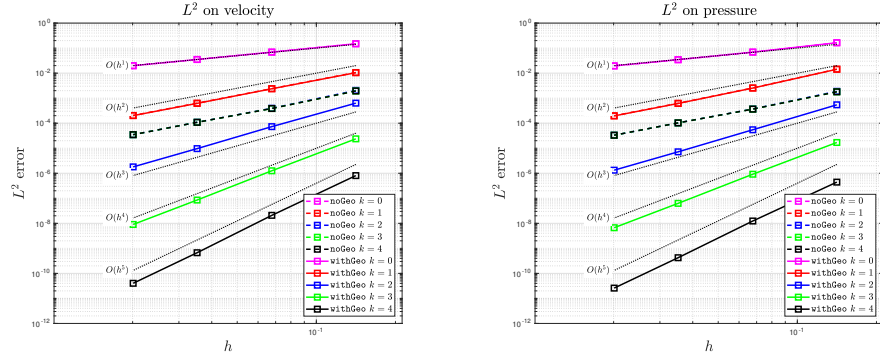 $L^2$ on velocity
$L^2$ error
$10^0$
$10^{-2}$
$10^{-4}$
$10^{-6}$
$10^{-8}$
$10^{-10}$
$10^{-12}$
$O(h^1)$
$O(h^2)$
$O(h^3)$
$O(h^4)$
$O(h^5)$
noGeo $k = 0$
noGeo $k = 1$
noGeo $k = 2$
noGeo $k = 3$
noGeo $k = 4$
withGeo $k = 0$
withGeo $k = 1$
withGeo $k = 2$
withGeo $k = 3$
withGeo $k = 4$
$10^{-1}$
$h$
$L^2$ on pressure
$L^2$ error
$10^0$
$10^{-2}$
$10^{-4}$
$10^{-6}$
$10^{-8}$
$10^{-10}$
$10^{-12}$
$O(h^1)$
$O(h^2)$
$O(h^3)$
$O(h^4)$
$O(h^5)$
noGeo $k = 0$
noGeo $k = 1$
noGeo $k = 2$
noGeo $k = 3$
noGeo $k = 4$
withGeo $k = 0$
withGeo $k = 1$
withGeo $k = 2$
withGeo $k = 3$
withGeo $k = 4$
$10^{-1}$
$h$